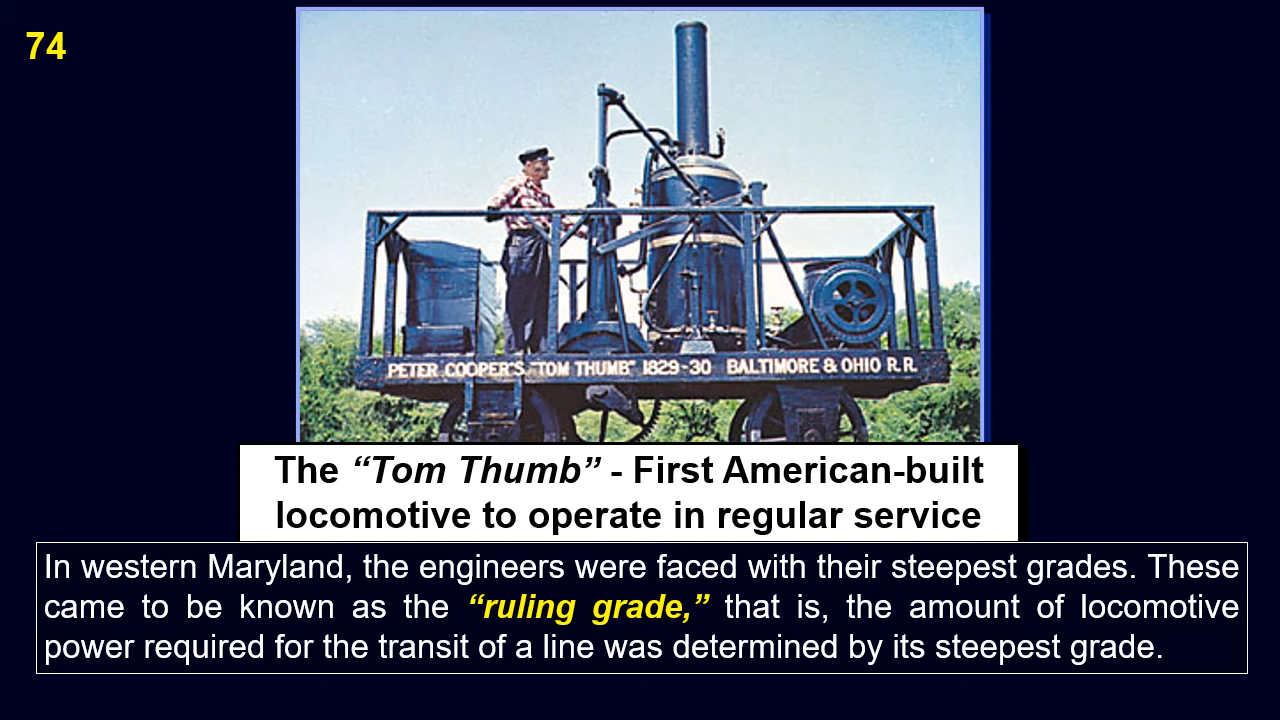 74
PETER COOPER'S "TOM THUMB" 1829-30 BALTIMORE & OHIO R.R.
The “Tom Thumb” - First American-built
locomotive to operate in regular service
In western Maryland, the engineers were faced with their steepest grades. These
came to be known as the “ruling grade,” that is, the amount of locomotive
power required for the transit of a line was determined by its steepest grade.